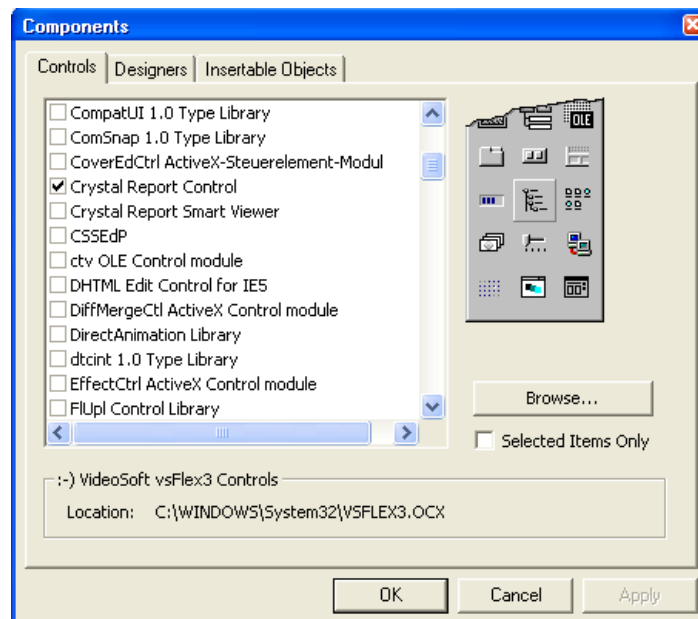 Components
Controls
Designers
Insertable Objects
CompatUI 1.0 Type Library
ComSnap 1.0 Type Library
CoverEdCtrl ActiveX-Steuerelement-Modul
Crystal Report Control
Crystal Report Smart Viewer
CSSEdP
ctv OLE Control module
DHTML Edit Control for IE5
DiffMergeCtl ActiveX Control module
DirectAnimation Library
dtcint 1.0 Type Library
EffectCtrl ActiveX Control module
FlUpl Control Library
OLE
Browse...
Selected Items Only
:-) VideoSoft vsFlex3 Controls
Location: C:\WINDOWS\System32\VSFLEX3.OCX
OK
Cancel
Apply